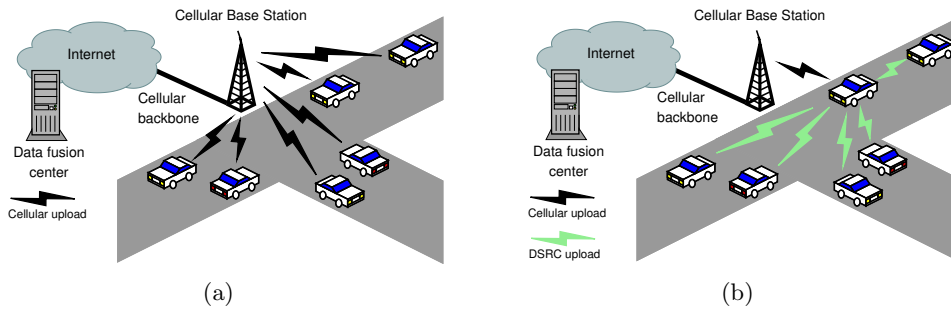 Cellular Base Station
Internet
Cellular
backbone
Data fusion
center
Cellular upload
(a)
Cellular Base Station
Internet
Cellular
backbone
Data fusion
center
Cellular upload
DSRC upload
(b)